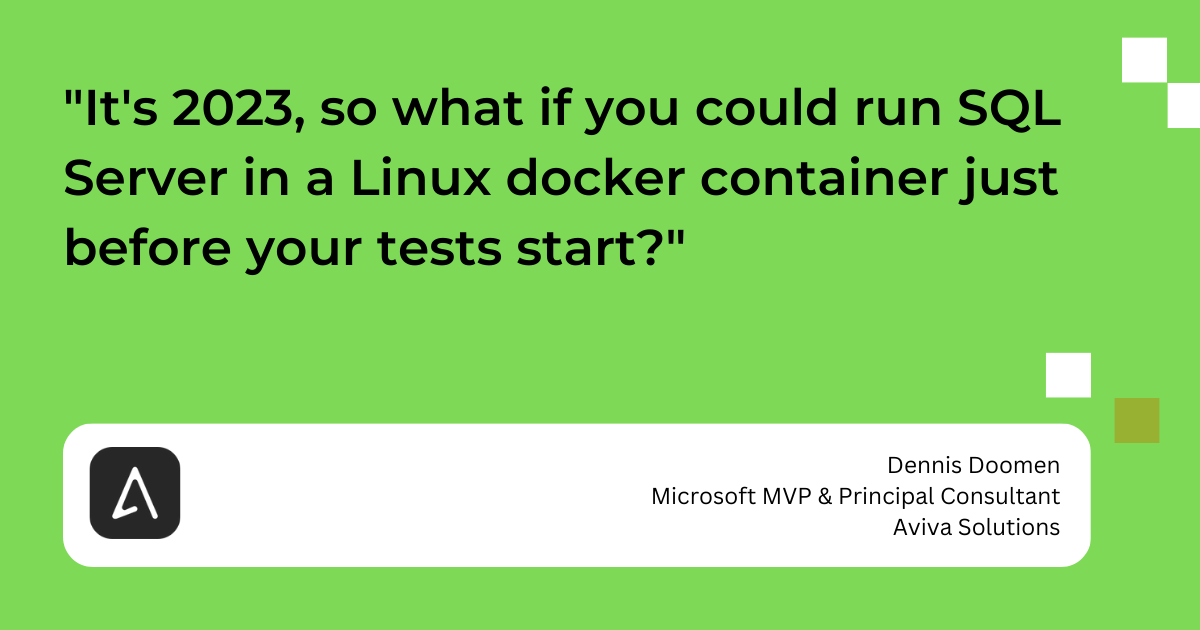 "It's 2023, so what if you could run SQL
Server in a Linux docker container just
before your tests start?"
Dennis Doomen
Microsoft MVP & Principal Consultant
Aviva Solutions